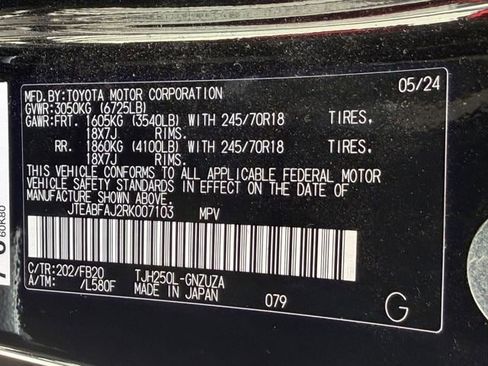 MFD.BY:TOYOTA MOTOR CORPORATION 05/24
GVWR:3050KG (6725LB)
GAWR:FRT. 1605KG (3540LB) WITH 245/70R18 TIRES.
18X7J RIMS.
RR. 1860KG (4100LB) WITH 245/70R18 TIRES.
18X7J RIMS.
THIS VEHICLE CONFORMS TO ALL APPLICABLE FEDERAL MOTOR
VEHICLE SAFETY STANDARDS IN EFFECT ON THE DATE OF
MANUFACTURE SHOWN ABOVE.
JTEABFAJ2RK007103 MPV
C/TR:202/FB20 TJH250L-GNZUZA
A/TM: /L580F MADE IN JAPAN 079 G
60K80